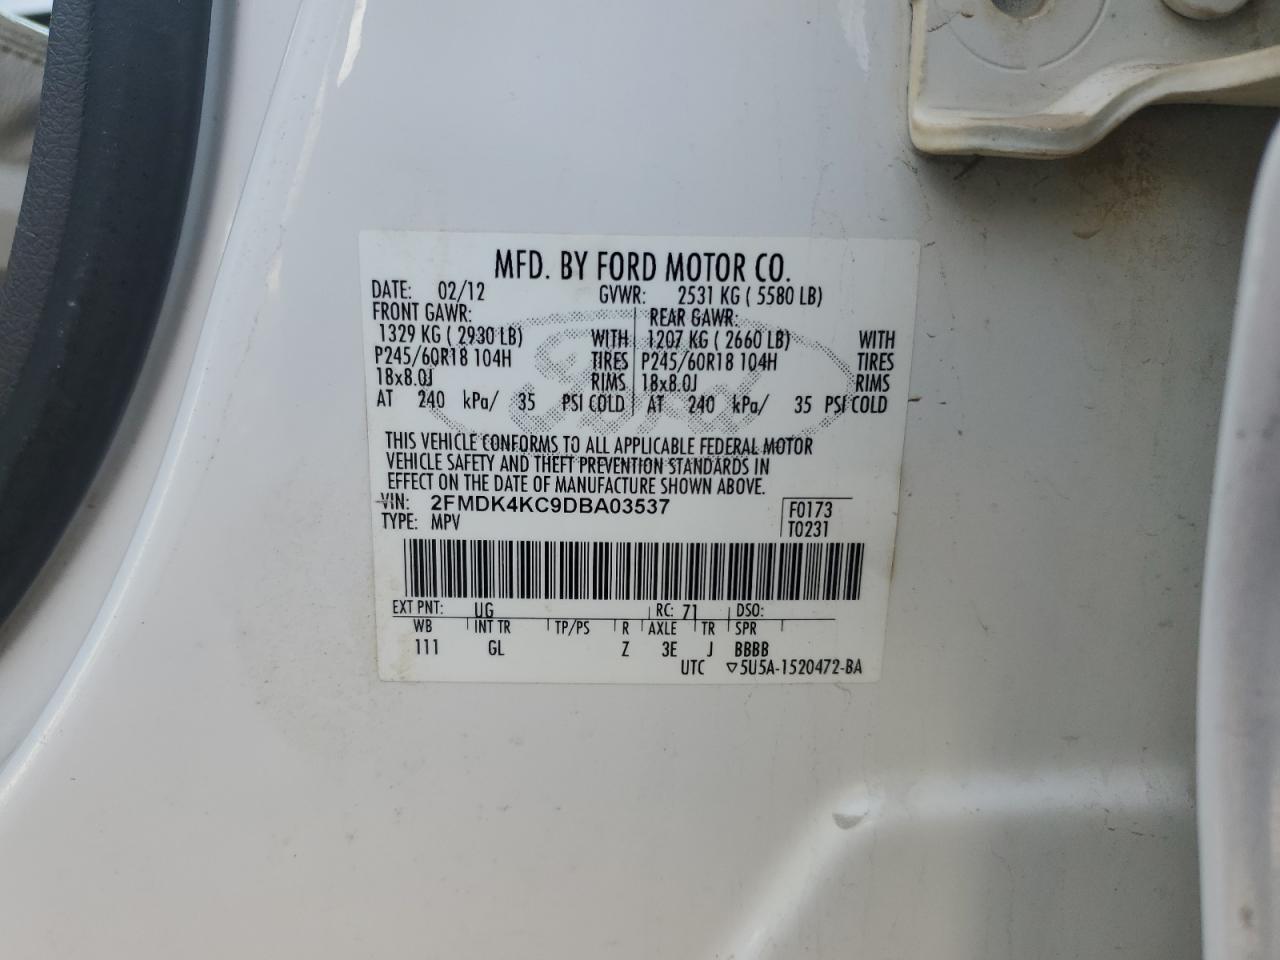 MFD. BY FORD MOTOR CO.
DATE: 02/12 GVWR: 2531 KG ( 5580 LB)
FRONT GAWR: REAR GAWR:
1329 KG ( 2930 LB) WITH 1207 KG ( 2660 LB) WITH
P245/60R18 104H TIRES P245/60R18 104H TIRES
18x8.0J RIMS 18x8.0J RIMS
AT 240 kPa/ 35 PSI COLD AT 240 kPa/ 35 PSI COLD
Ford
THIS VEHICLE CONFORMS TO ALL APPLICABLE FEDERAL MOTOR
VEHICLE SAFETY AND THEFT PREVENTION STANDARDS IN
EFFECT ON THE DATE OF MANUFACTURE SHOWN ABOVE.
VIN: 2FMDK4KC9DBA03537 F0173
TYPE: MPV T0231
EXT PNT: UG RC: 71 DSO:
WB INT TR TP/PS R AXLE TR SPR
111 GL Z 3E J BBBB
UTC ▽5U5A-1520472-BA